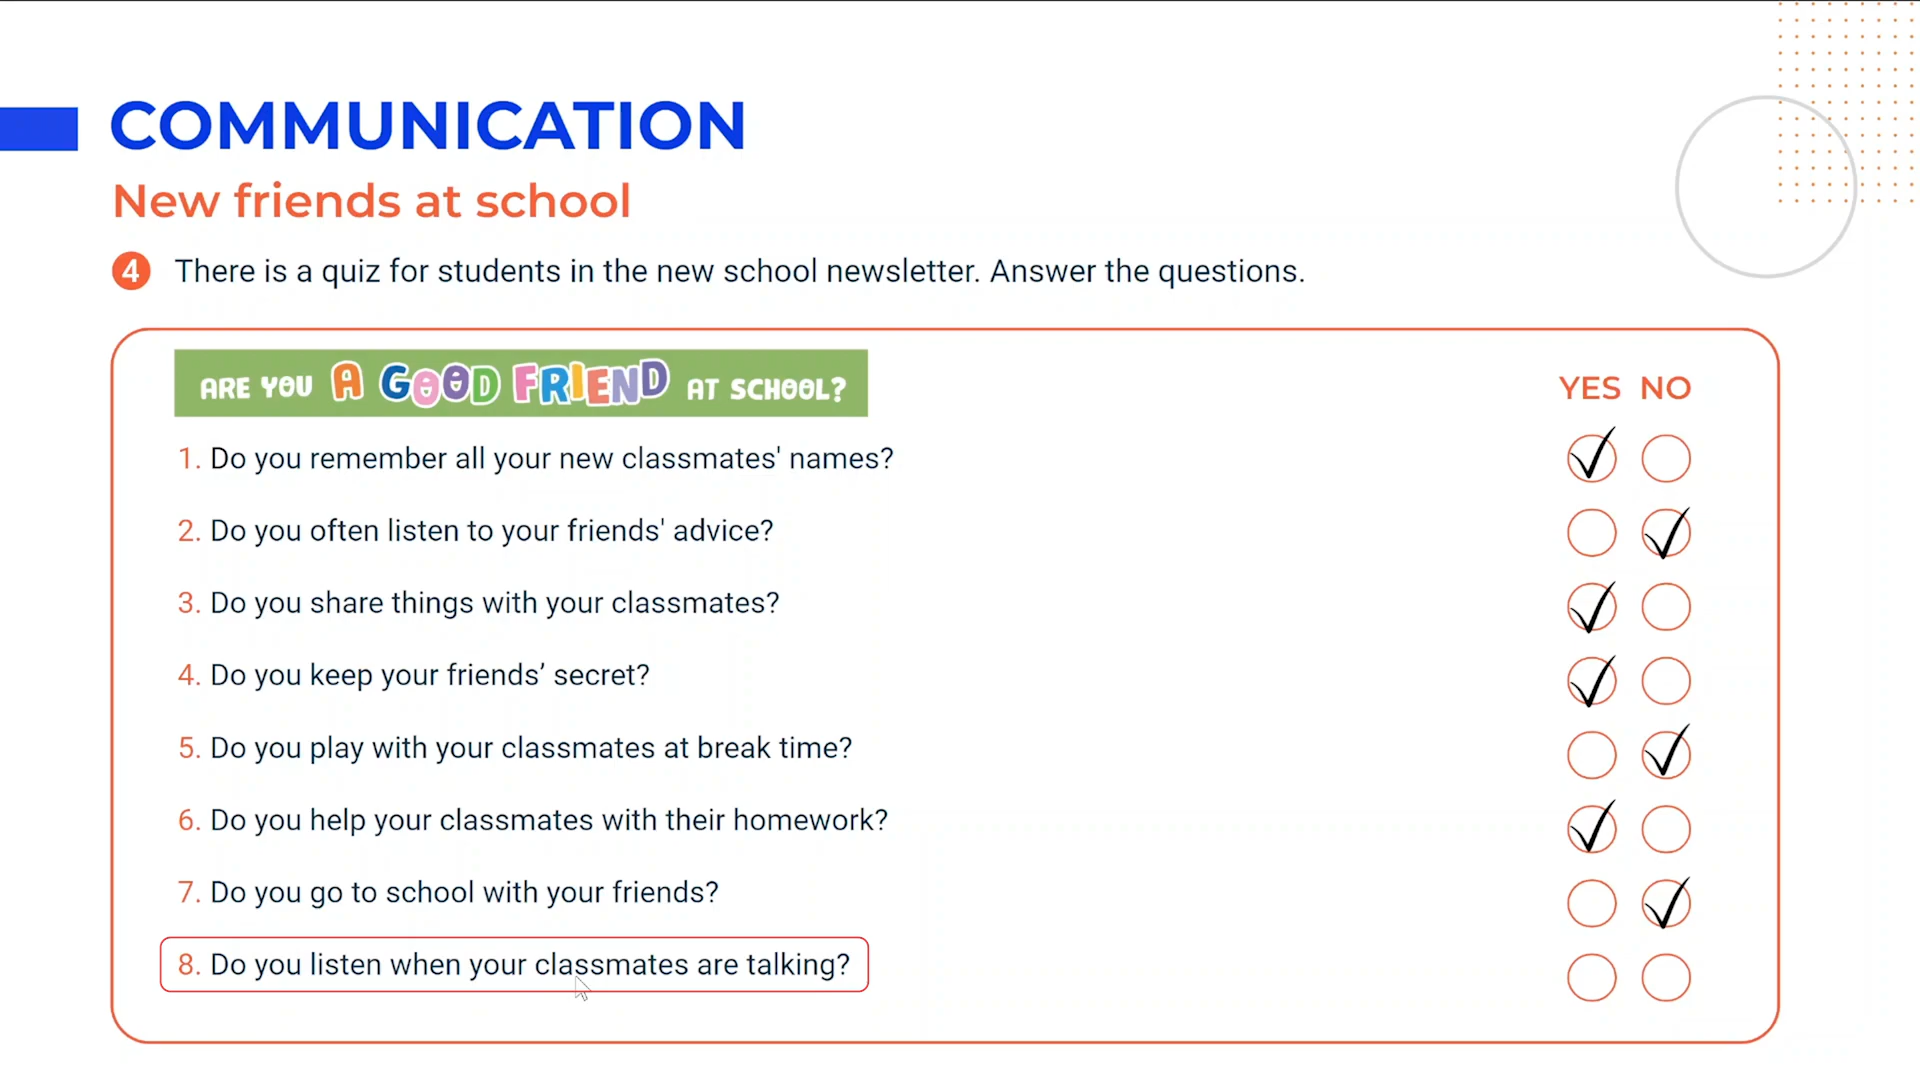 COMMUNICATION
New friends at school
4 There is a quiz for students in the new school newsletter. Answer the questions.
ARE YOU A GOOD FRIEND AT SCHOOL?
YES NO
1. Do you remember all your new classmates' names?
2. Do you often listen to your friends' advice?
3. Do you share things with your classmates?
4. Do you keep your friends’ secret?
5. Do you play with your classmates at break time?
6. Do you help your classmates with their homework?
7. Do you go to school with your friends?
8. Do you listen when your classmates are talking?